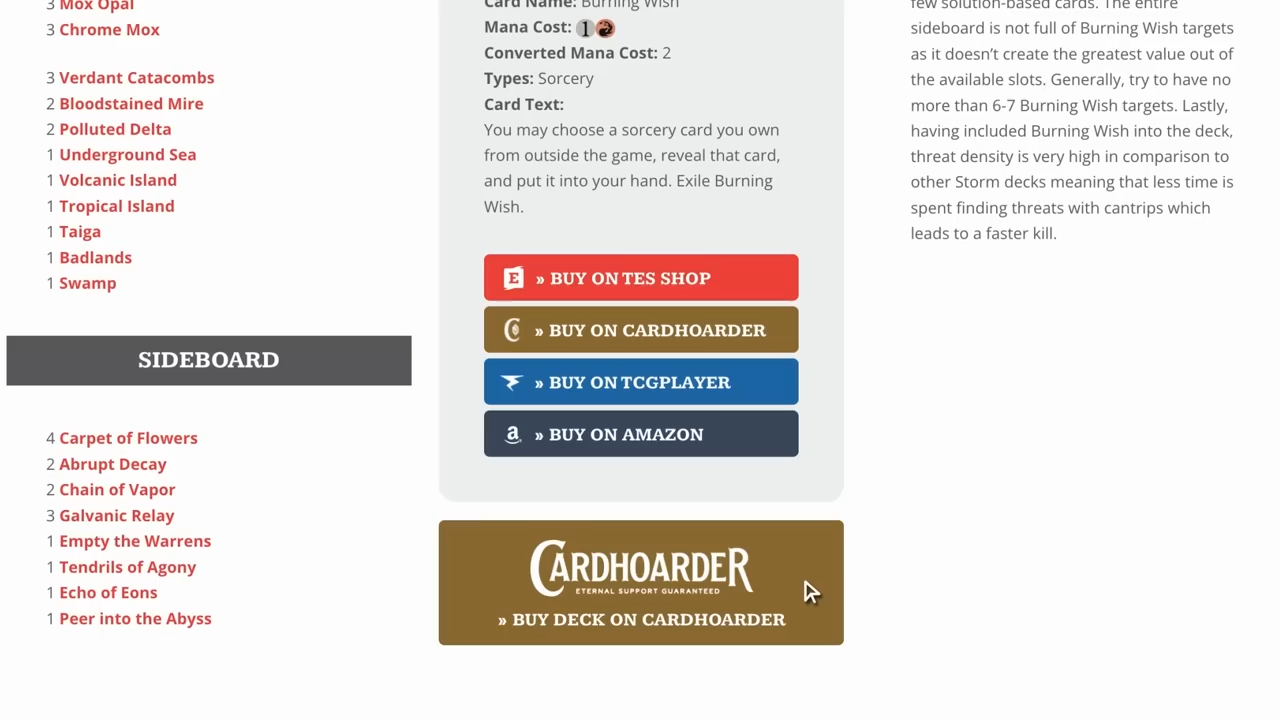 3 Mox Opal
3 Chrome Mox
3 Verdant Catacombs
2 Bloodstained Mire
2 Polluted Delta
1 Underground Sea
1 Volcanic Island
1 Tropical Island
1 Taiga
1 Badlands
1 Swamp
SIDEBOARD
4 Carpet of Flowers
2 Abrupt Decay
2 Chain of Vapor
3 Galvanic Relay
1 Empty the Warrens
1 Tendrils of Agony
1 Echo of Eons
1 Peer into the Abyss
Card Name: Burning Wish
Mana Cost: 1
Converted Mana Cost: 2
Types: Sorcery
Card Text:
You may choose a sorcery card you own
from outside the game, reveal that card,
and put it into your hand. Exile Burning
Wish.
E » BUY ON TES SHOP
C » BUY ON CARDHOARDER
» BUY ON TCGPLAYER
a » BUY ON AMAZON
CARDHOARDER
ETERNAL SUPPORT GUARANTEED
» BUY DECK ON CARDHOARDER
few solution-based cards. The entire
sideboard is not full of Burning Wish targets
as it doesn’t create the greatest value out of
the available slots. Generally, try to have no
more than 6-7 Burning Wish targets. Lastly,
having included Burning Wish into the deck,
threat density is very high in comparison to
other Storm decks meaning that less time is
spent finding threats with cantrips which
leads to a faster kill.